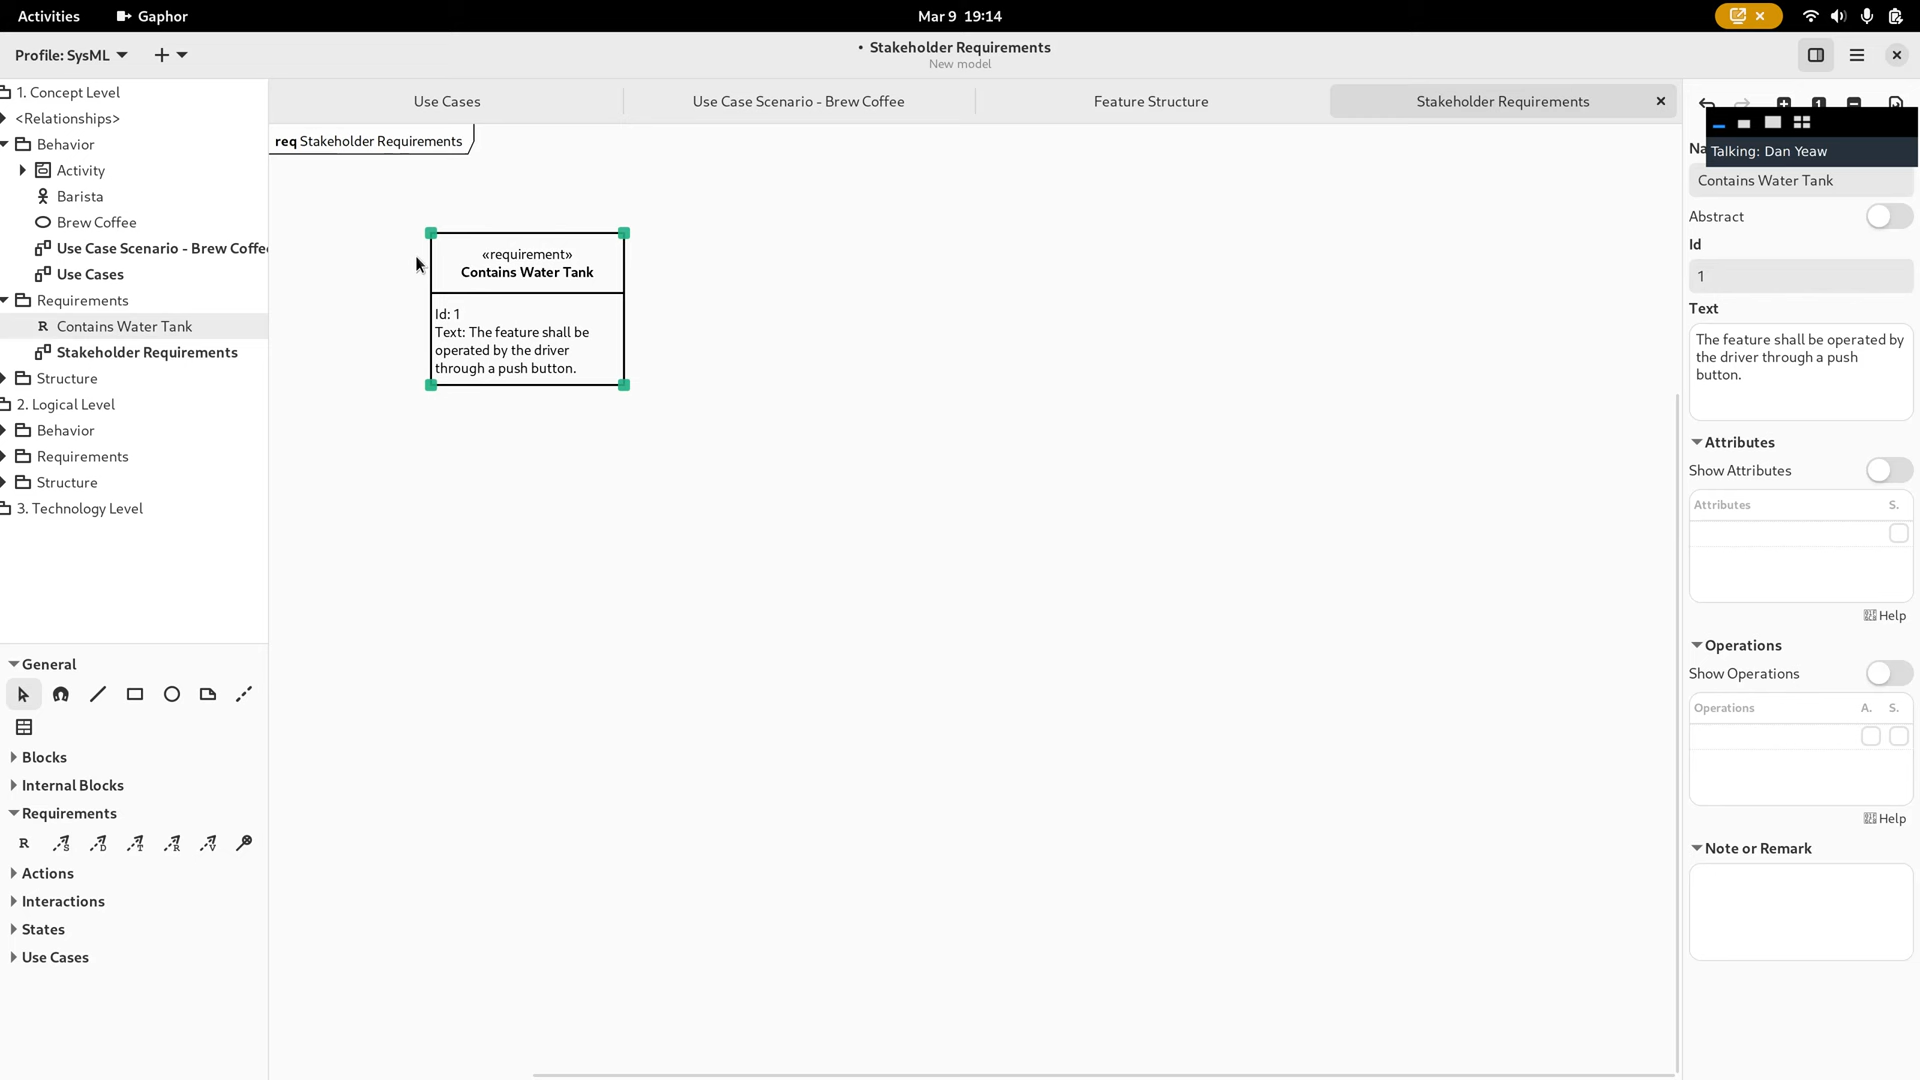 Activities
Gaphor
Mar 9 19:14
Profile: SysML
• Stakeholder Requirements
New model
1. Concept Level
<Relationships>
Behavior
Activity
Barista
Brew Coffee
Use Case Scenario - Brew Coffe
Use Cases
Requirements
R Contains Water Tank
Stakeholder Requirements
Structure
2. Logical Level
Behavior
Requirements
Structure
3. Technology Level
General
Blocks
Internal Blocks
Requirements
R S D T R V
Actions
Interactions
States
Use Cases
Use Cases
Use Case Scenario - Brew Coffee
Feature Structure
Stakeholder Requirements
req Stakeholder Requirements
«requirement»
Contains Water Tank
Id: 1
Text: The feature shall be
operated by the driver
through a push button.
1
Talking: Dan Yeaw
Na
Contains Water Tank
Abstract
Id
1
Text
The feature shall be operated by
the driver through a push
button.
Attributes
Show Attributes
Attributes S.
Help
Operations
Show Operations
Operations A. S.
Help
Note or Remark